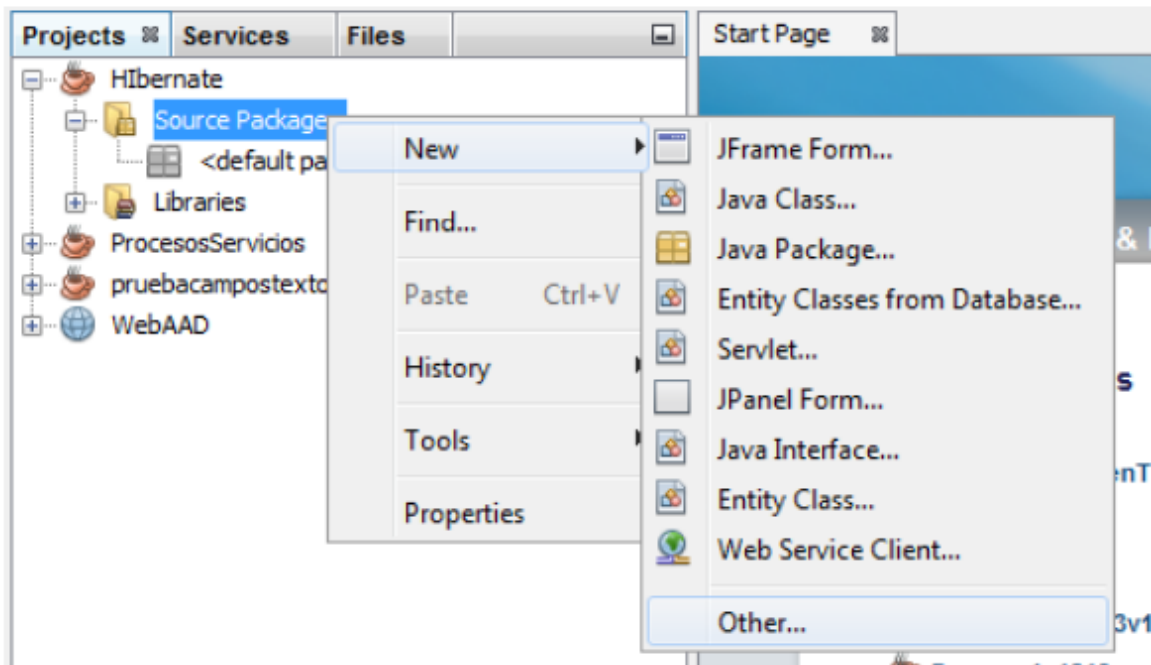 Projects Services Files
Start Page
HIbernate
Source Package
<default pa
Libraries
ProcesosServicios
pruebacampostexto
WebAAD
New
Find...
Paste Ctrl+V
History
Tools
Properties
JFrame Form...
Java Class...
Java Package...
Entity Classes from Database...
Servlet...
JPanel Form...
Java Interface...
Entity Class...
Web Service Client...
Other...
&
s
enT
3v1